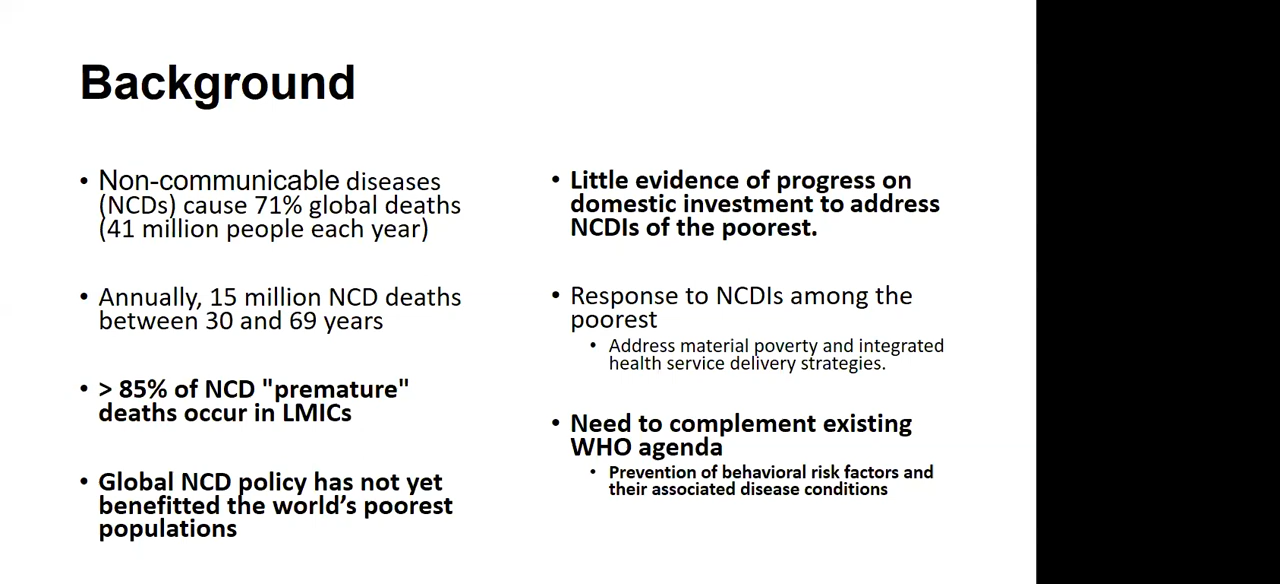 Background
• Non-communicable diseases
(NCDs) cause 71% global deaths
(41 million people each year)
• Annually, 15 million NCD deaths
between 30 and 69 years
• > 85% of NCD "premature"
deaths occur in LMICs
• Global NCD policy has not yet
benefitted the world’s poorest
populations
• Little evidence of progress on
domestic investment to address
NCDIs of the poorest.
• Response to NCDIs among the
poorest
• Address material poverty and integrated
health service delivery strategies.
• Need to complement existing
WHO agenda
• Prevention of behavioral risk factors and
their associated disease conditions